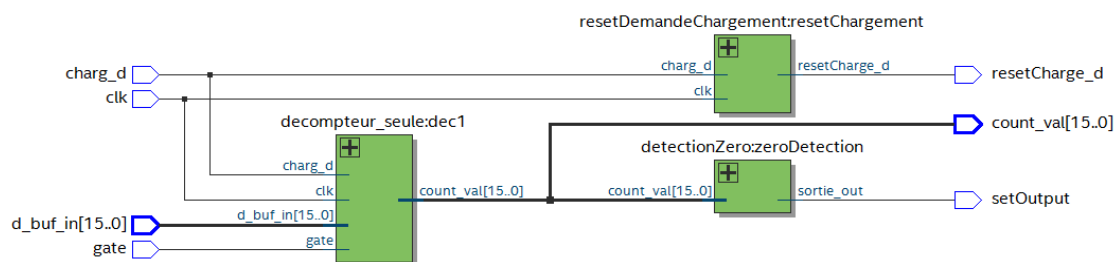 resetDemandeChargement:resetChargement
charg_d
charg_d
resetCharge_d
resetCharge_d
clk
clk
decompteur_seule:dec1
count_val[15..0]
detectionZero:zeroDetection
charg_d
clk
count_val[15..0]
count_val[15..0]
sortie_out
setOutput
d_buf_in[15..0]
d_buf_in[15..0]
gate
gate